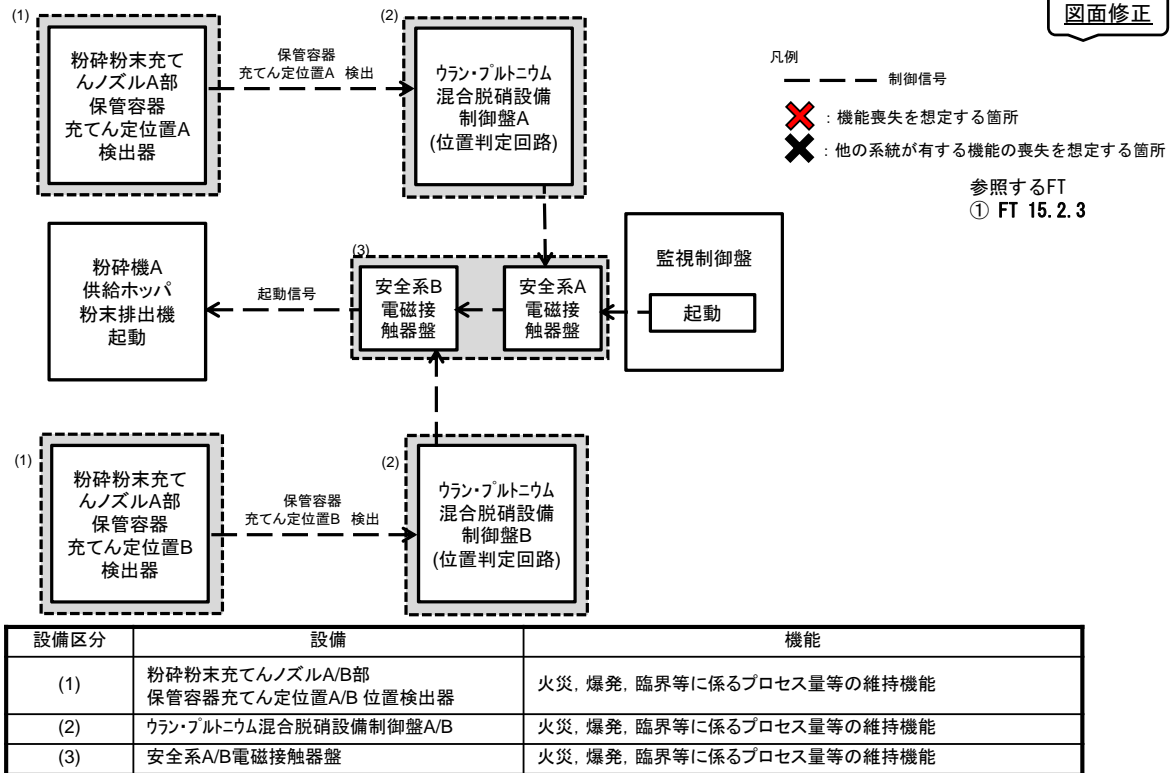 図面修正
(1)
粉砕粉末充て
んノズルA部
保管容器
充てん定位置A
検出器
保管容器
充てん定位置A 検出
(2)
ウラン・プルトニウム
混合脱硝設備
制御盤A
(位置判定回路)
凡例
制御信号
：機能喪失を想定する箇所
：他の系統が有する機能の喪失を想定する箇所
参照するFT
① FT 15.2.3
粉砕機A
供給ホッパ
粉末排出機
起動
起動信号
(3)
安全系B
電磁接
触器盤
安全系A
電磁接
触器盤
監視制御盤
起動
(1)
粉砕粉末充て
んノズルA部
保管容器
充てん定位置B
検出器
保管容器
充てん定位置B 検出
(2)
ウラン・プルトニウム
混合脱硝設備
制御盤B
(位置判定回路)
設備区分 設備 機能
(1) 粉砕粉末充てんノズルA/B部
保管容器充てん定位置A/B 位置検出器 火災，爆発，臨界等に係るプロセス量等の維持機能
(2) ウラン・プルトニウム混合脱硝設備制御盤A/B 火災，爆発，臨界等に係るプロセス量等の維持機能
(3) 安全系A/B電磁接触器盤 火災，爆発，臨界等に係るプロセス量等の維持機能